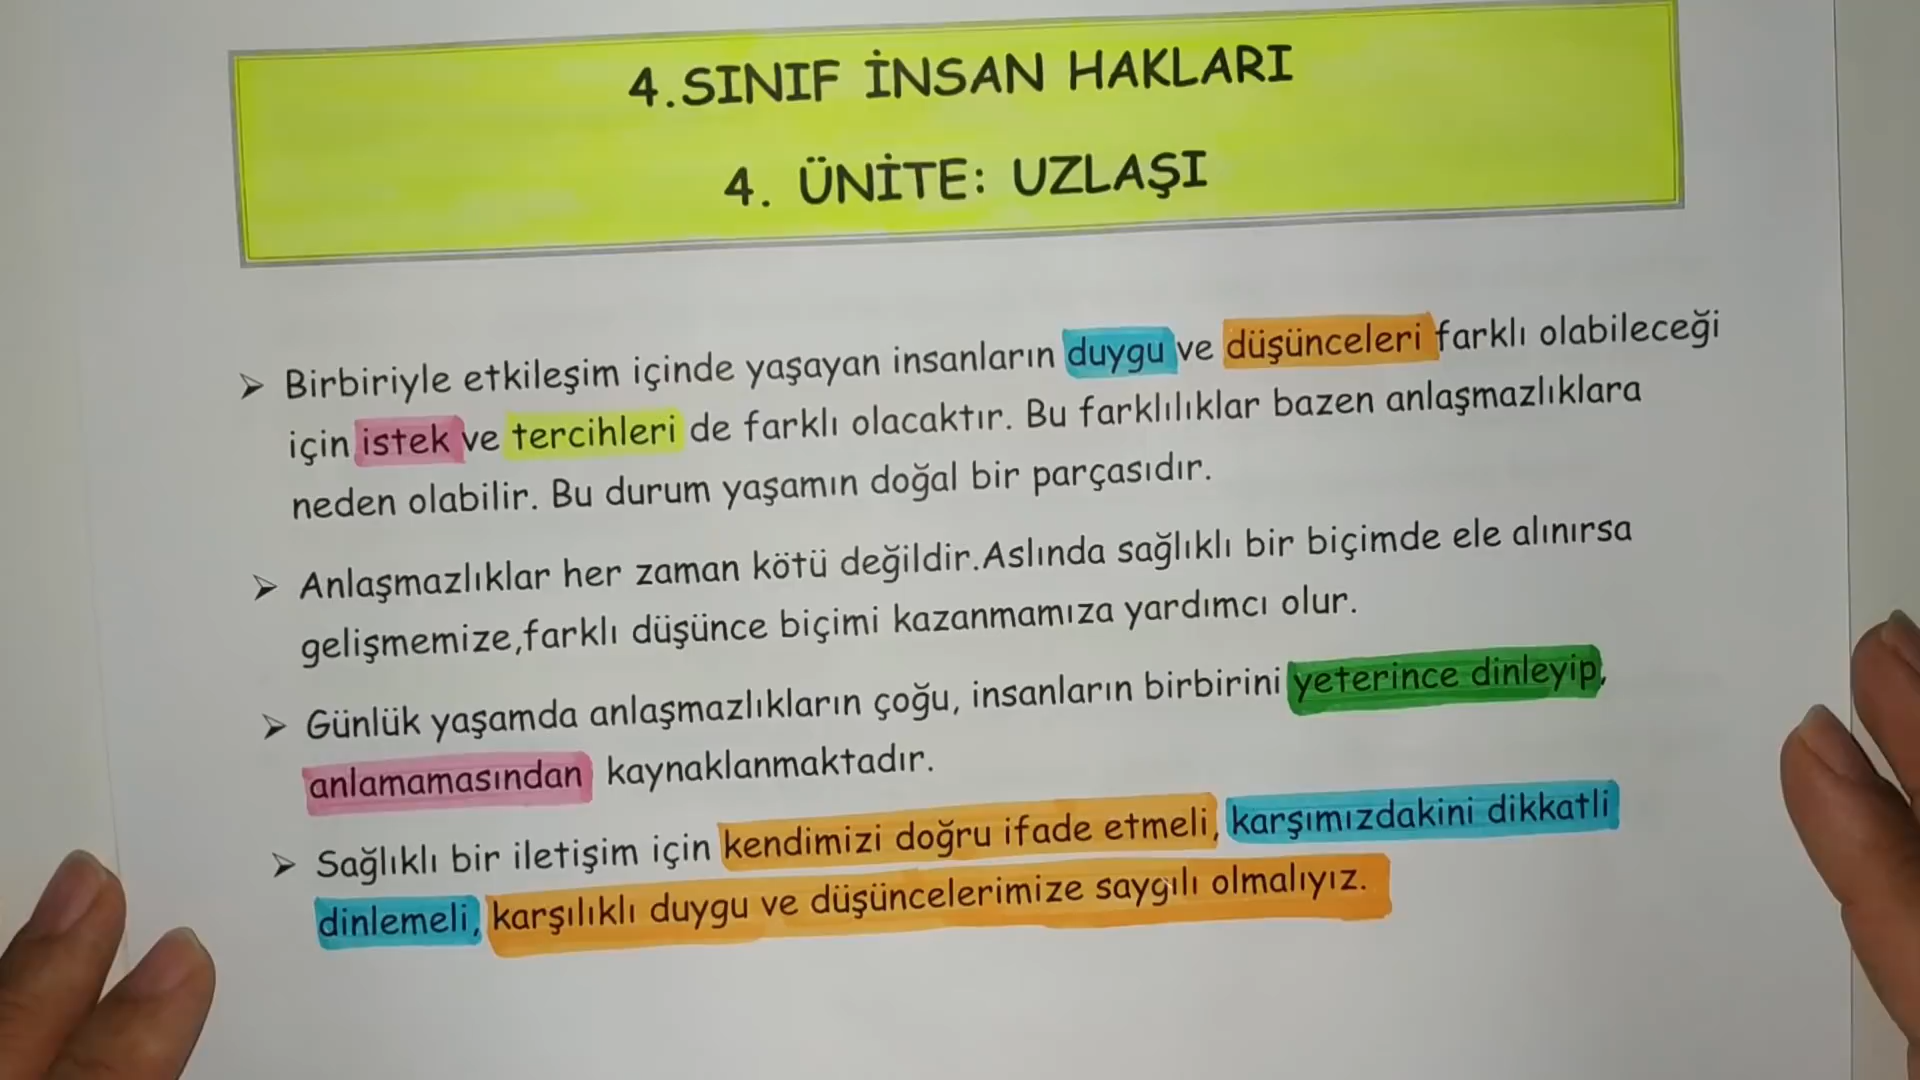 4.SINIF İNSAN HAKLARI
4. ÜNİTE: UZLAŞI
➢ Birbiriyle etkileşim içinde yaşayan insanların duygu ve düşünceleri farklı olabileceği
için istek ve tercihleri de farklı olacaktır. Bu farklılıklar bazen anlaşmazlıklara
neden olabilir. Bu durum yaşamın doğal bir parçasıdır.
➢ Anlaşmazlıklar her zaman kötü değildir.Aslında sağlıklı bir biçimde ele alınırsa
gelişmemize,farklı düşünce biçimi kazanmamıza yardımcı olur.
➢ Günlük yaşamda anlaşmazlıkların çoğu, insanların birbirini yeterince dinleyip,
anlamamasından kaynaklanmaktadır.
➢ Sağlıklı bir iletişim için kendimizi doğru ifade etmeli, karşımızdakini dikkatli
dinlemeli, karşılıklı duygu ve düşüncelerimize saygılı olmalıyız.